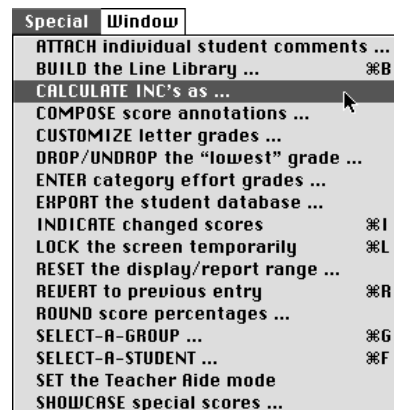 Special Window
ATTACH individual student comments ...
BUILD the Line Library ... ⌘B
CALCULATE INC's as ...
COMPOSE score annotations ...
CUSTOMIZE letter grades ...
DROP/UNDROP the “lowest” grade ...
ENTER category effort grades ...
EXPORT the student database ...
INDICATE changed scores ⌘I
LOCK the screen temporarily ⌘L
RESET the display/report range ...
REVERT to previous entry ⌘R
ROUND score percentages ...
SELECT-A-GROUP ... ⌘G
SELECT-A-STUDENT ... ⌘F
SET the Teacher Aide mode
SHOWCASE special scores ...